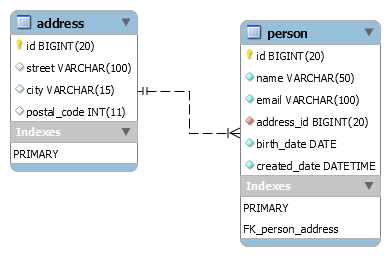 address
id BIGINT(20)
street VARCHAR(100)
city VARCHAR(15)
postal_code INT(11)
Indexes
PRIMARY
person
id BIGINT(20)
name VARCHAR(50)
email VARCHAR(100)
address_id BIGINT(20)
birth_date DATE
created_date DATETIME
Indexes
PRIMARY
FK_person_address